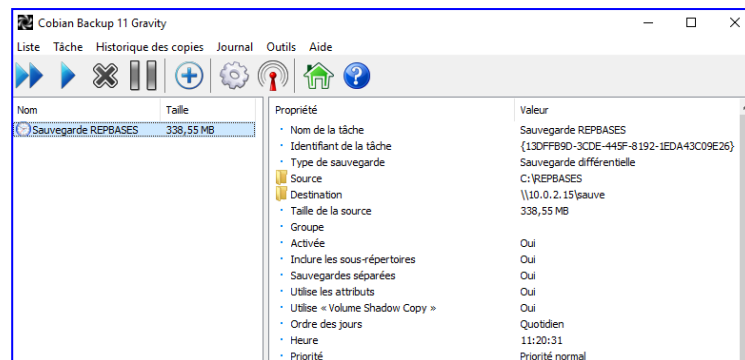 Cobian Backup 11 Gravity
Liste Tâche Historique des copies Journal Outils Aide
Nom Taille
Sauvegarde REPBASES 338,55 MB
Propriété Valeur
Nom de la tâche Sauvegarde REPBASES
Identifiant de la tâche {13DFFB9D-3CDE-445F-8192-1EDA43C09E26}
Type de sauvegarde Sauvegarde différentielle
Source C:\REPBASES
Destination \\10.0.2.15\sauve
Taille de la source 338,55 MB
Groupe
Activée Oui
Inclure les sous-répertoires Oui
Sauvegardes séparées Oui
Utilise les attributs Oui
Utilise « Volume Shadow Copy » Oui
Ordre des jours Quotidien
Heure 11:20:31
Priorité Priorité normal